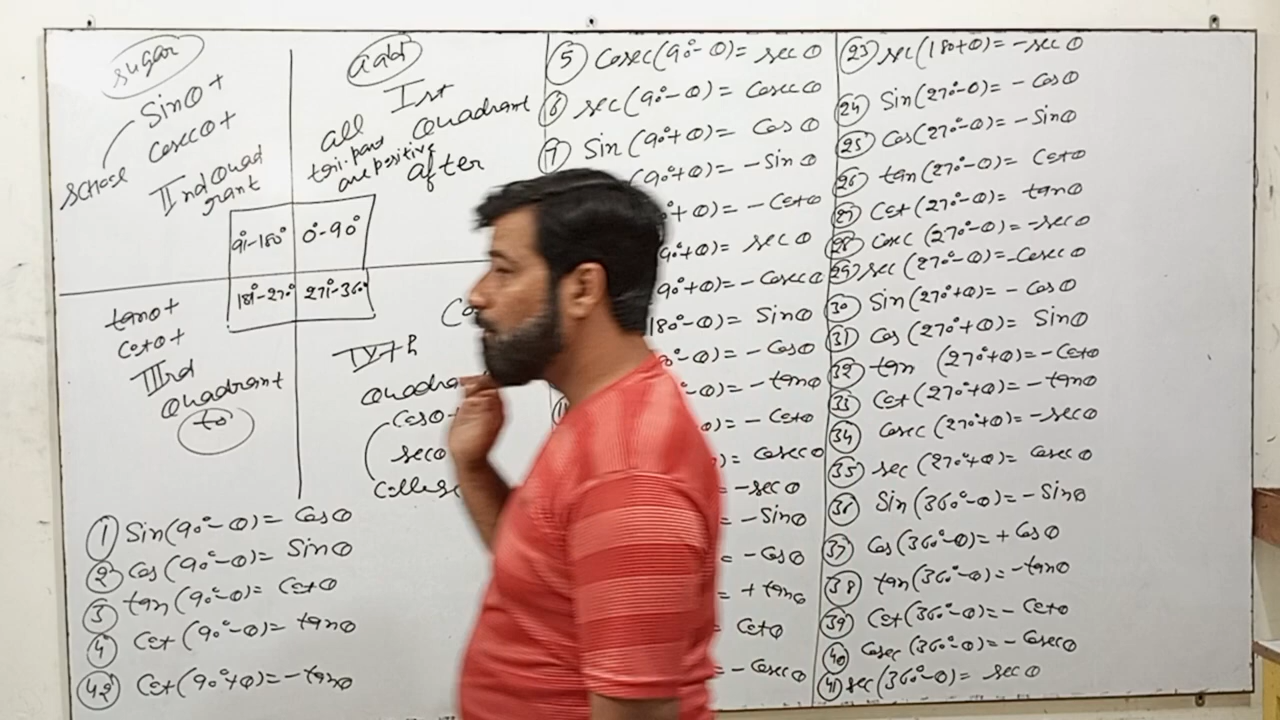 sugar
Sinθ +
cosecθ +
IInd Quad
rant
school
add
Ist
all Quadrant
are positive
after
91°-180° 0°-90°
181°-270° 271°-360°
tanθ +
cotθ +
IIIrd
Quadrant
to
IVth
cosθ +
secθ
college
① Sin(90°-θ)= Cosθ
② Cos(90°-θ)= Sinθ
③ tan(90°-θ)= Cotθ
④ Cot(90°-θ)= tanθ
㊷ Cot(90°+θ)= -tanθ
⑤ Cosec(90°-θ)= secθ
⑥ sec(90°-θ)= Cosecθ
⑦ Sin(90°+θ)= Cosθ
(90°+θ)= -Sinθ
+θ)= -Cotθ
90°+θ)= secθ
90°+θ)= -Cosecθ
180°-θ)= Sinθ
-θ)= -Cosθ
-θ)= -tanθ
θ)= -Cotθ
)= Cosecθ
= -secθ
= -Sinθ
= -Cosθ
= +tanθ
= Cotθ
= -Cosecθ
㉓ sec(180+θ)= -secθ
㉔ Sin(270°-θ)= -Cosθ
㉕ Cos(270°-θ)= -Sinθ
㉖ tan(270°-θ)= Cotθ
㉗ Cot(270°-θ)= tanθ
㉘ Cosec(270°-θ)= -secθ
㉙ sec(270°-θ)= -Cosecθ
㉚ Sin(270°+θ)= -Cosθ
㉛ Cos(270°+θ)= Sinθ
㉜ tan(270°+θ)= -Cotθ
㉝ Cot(270°+θ)= -tanθ
㉞ Cosec(270°+θ)= -secθ
㉟ sec(270°+θ)= Cosecθ
㊱ Sin(360°-θ)= -Sinθ
㊲ Cos(360°-θ)= +Cosθ
㊳ tan(360°-θ)= -tanθ
㊴ Cot(360°-θ)= -Cotθ
㊵ Cosec(360°-θ)= -Cosecθ
㊶ sec(360°-θ)= secθ